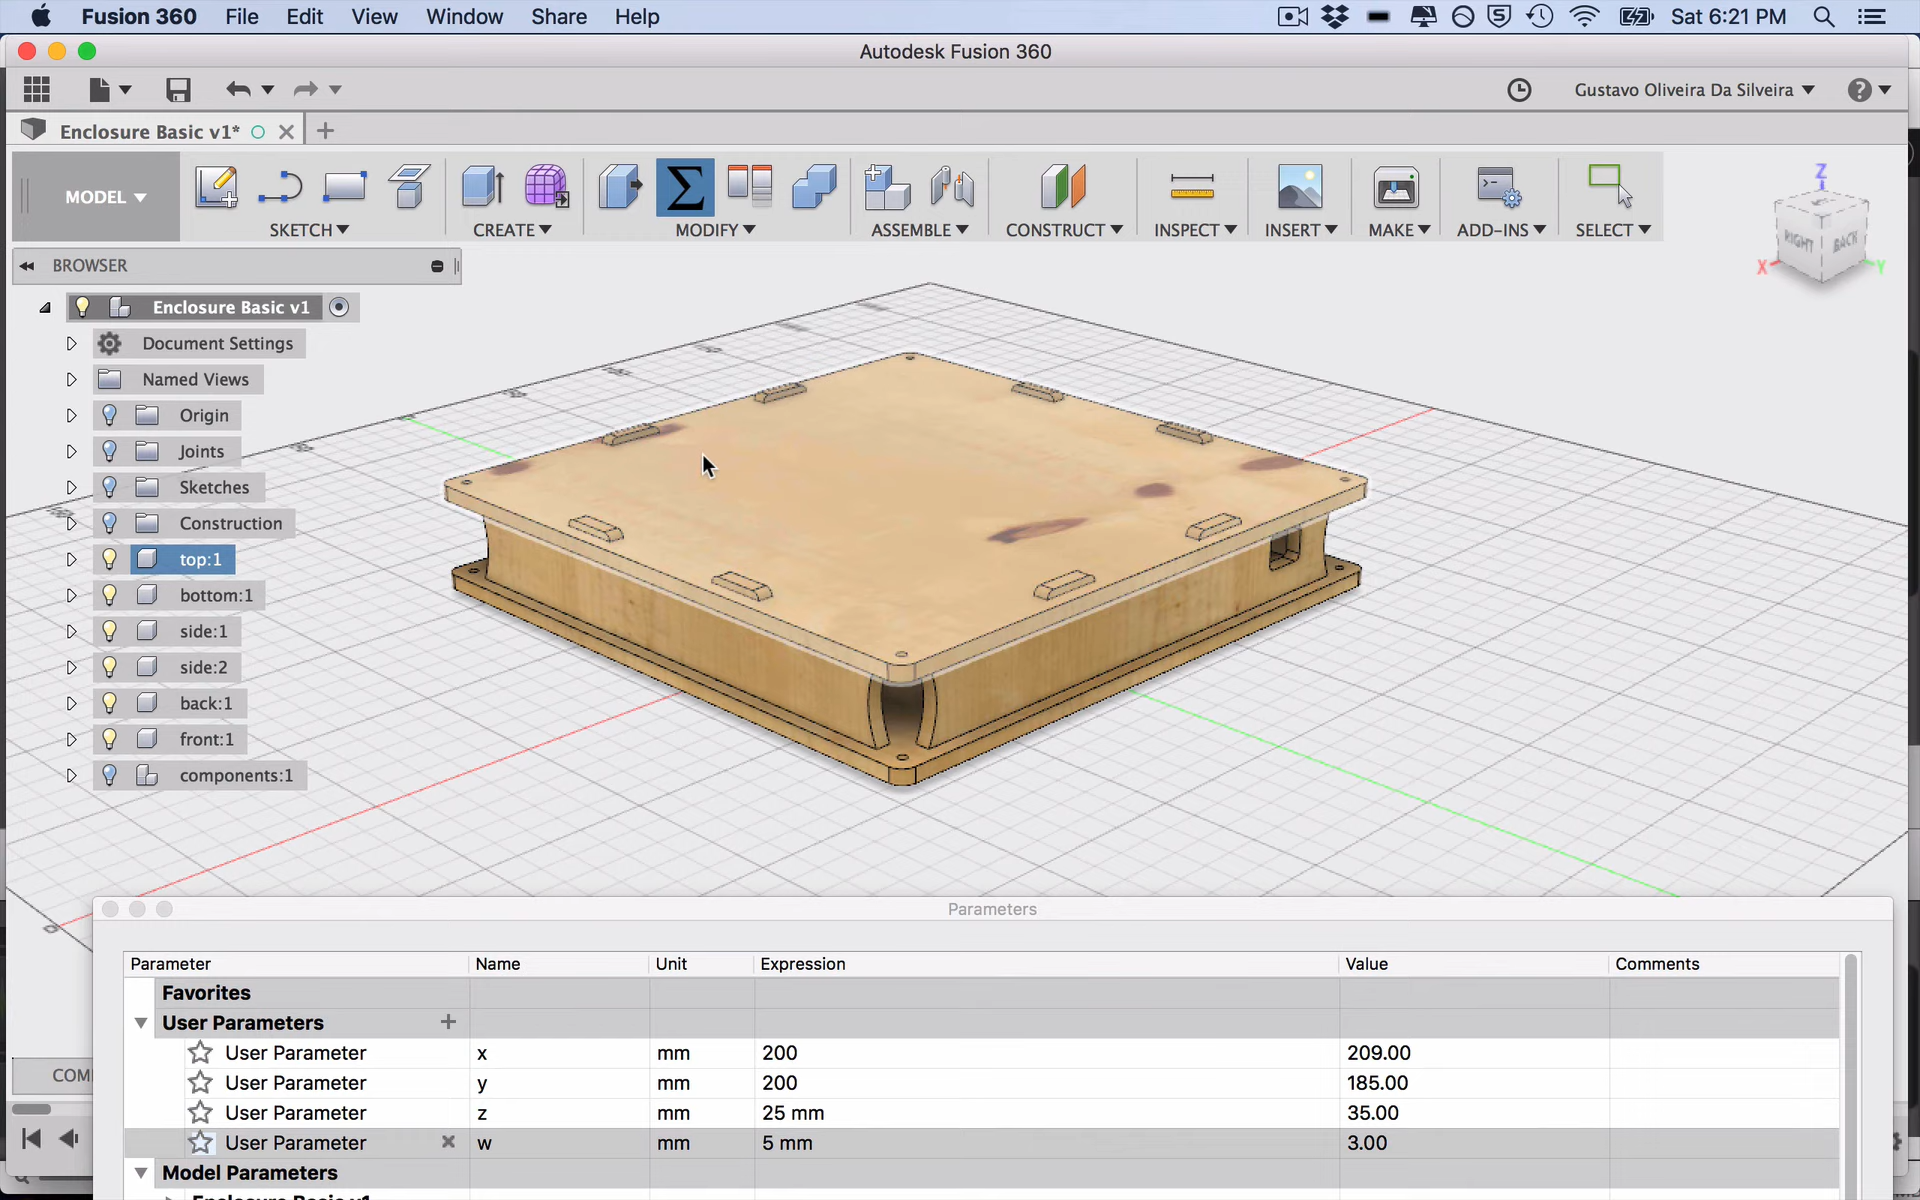 Fusion 360 File Edit View Window Share Help Sat 6:21 PM
Autodesk Fusion 360
Gustavo Oliveira Da Silveira
Enclosure Basic v1*
MODEL
SKETCH CREATE MODIFY ASSEMBLE CONSTRUCT INSPECT INSERT MAKE ADD-INS SELECT
Z
RIGHT BACK
X Y
BROWSER
Enclosure Basic v1
Document Settings
Named Views
Origin
Joints
Sketches
Construction
top:1
bottom:1
side:1
side:2
back:1
front:1
components:1
Parameters
Parameter Name Unit Expression Value Comments
Favorites
User Parameters
User Parameter x mm 200 209.00
User Parameter y mm 200 185.00
User Parameter z mm 25 mm 35.00
User Parameter w mm 5 mm 3.00
Model Parameters
Enclosure Basic v1
COM